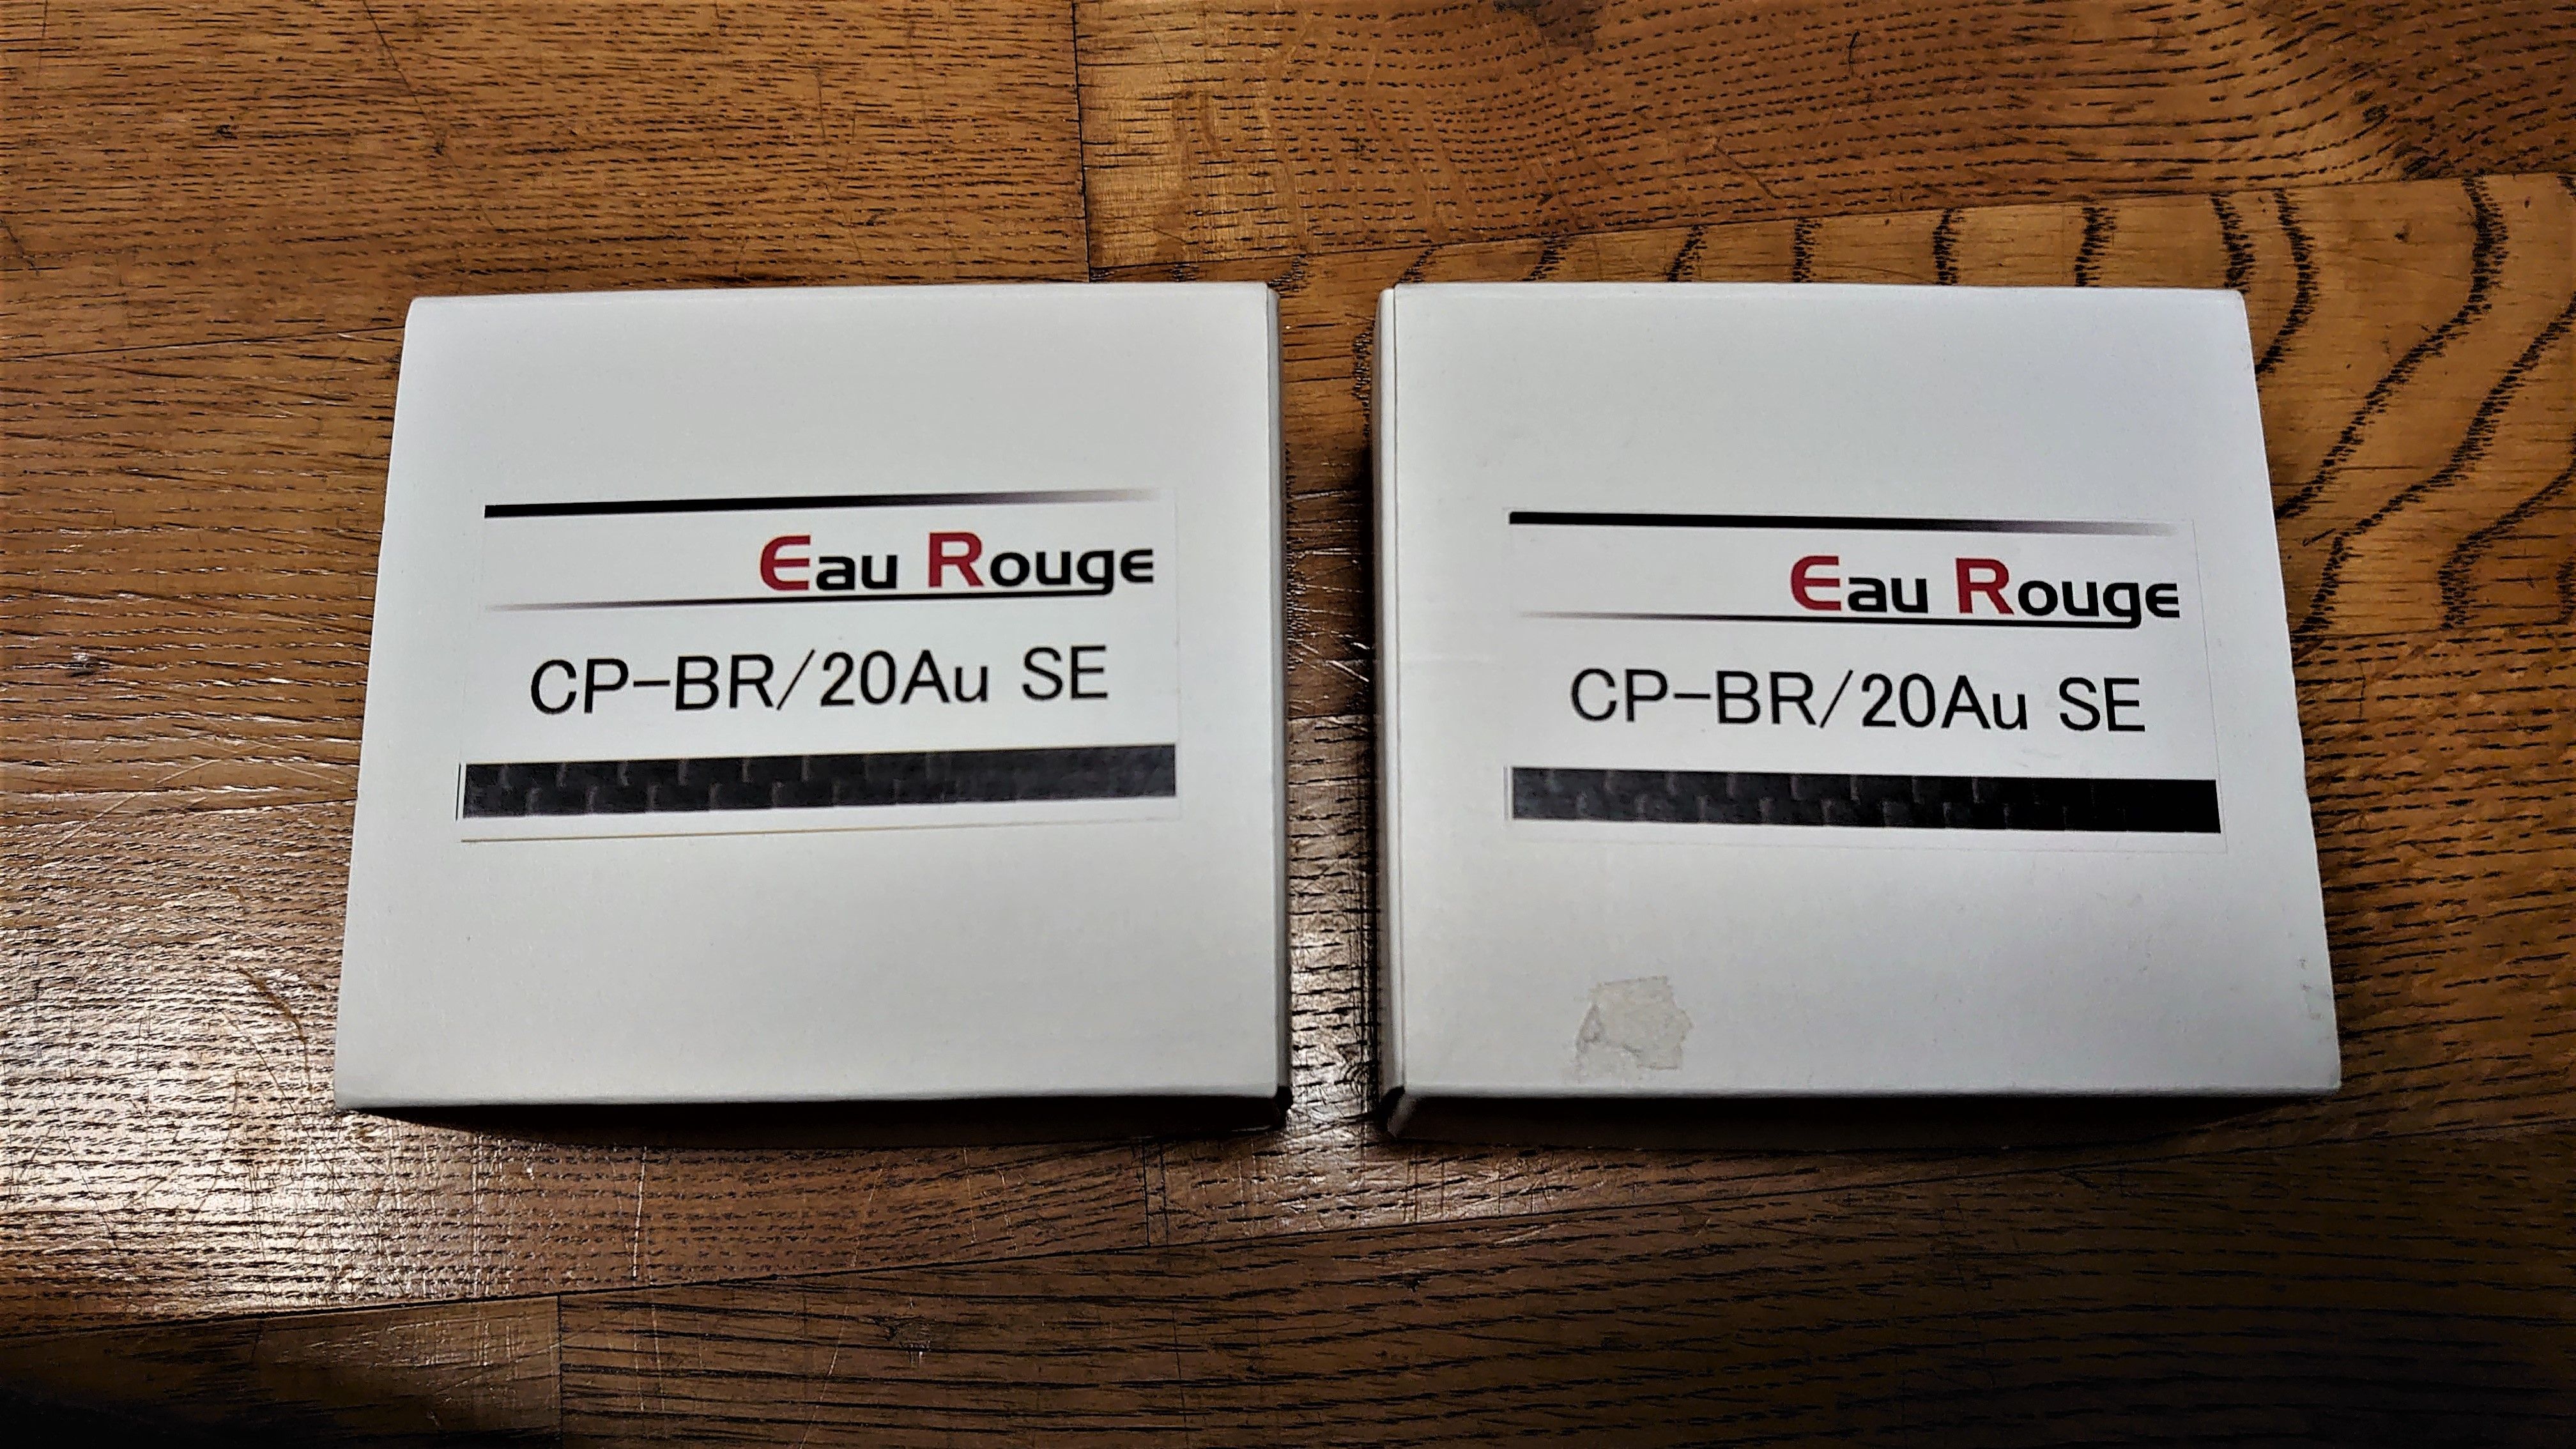 Eau Rouge
CP-BR/20Au SE
Eau Rouge
CP-BR/20Au SE